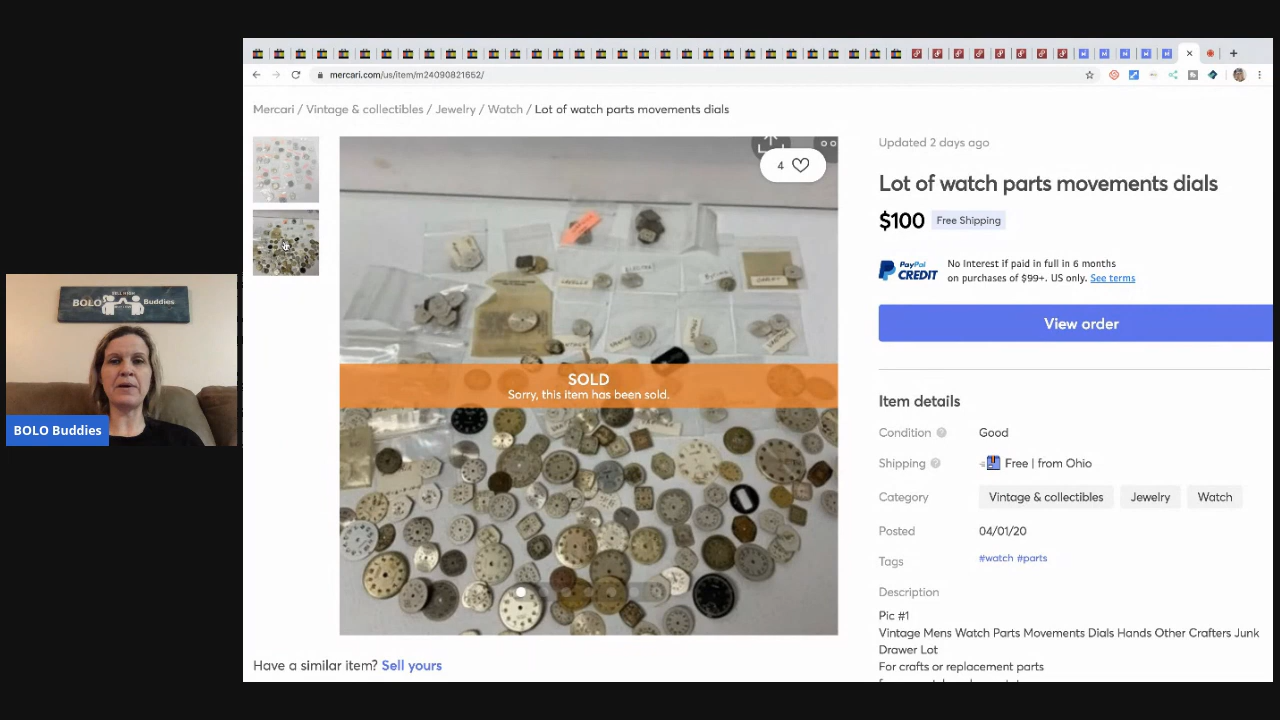 mercari.com/us/item/m24090821652/
Mercari / Vintage & collectibles / Jewelry / Watch / Lot of watch parts movements dials
Updated 2 days ago
4
Lot of watch parts movements dials
$100 Free Shipping
PayPal CREDIT
No Interest if paid in full in 6 months
on purchases of $99+. US only. See terms
View order
SOLD
Sorry, this item has been sold.
Item details
Condition Good
Shipping Free | from Ohio
Category Vintage & collectibles Jewelry Watch
Posted 04/01/20
Tags #watch #parts
Description
Pic #1
Vintage Mens Watch Parts Movements Dials Hands Other Crafters Junk
Drawer Lot
For crafts or replacement parts
Have a similar item? Sell yours
BOLO Buddies
BOLO Buddies